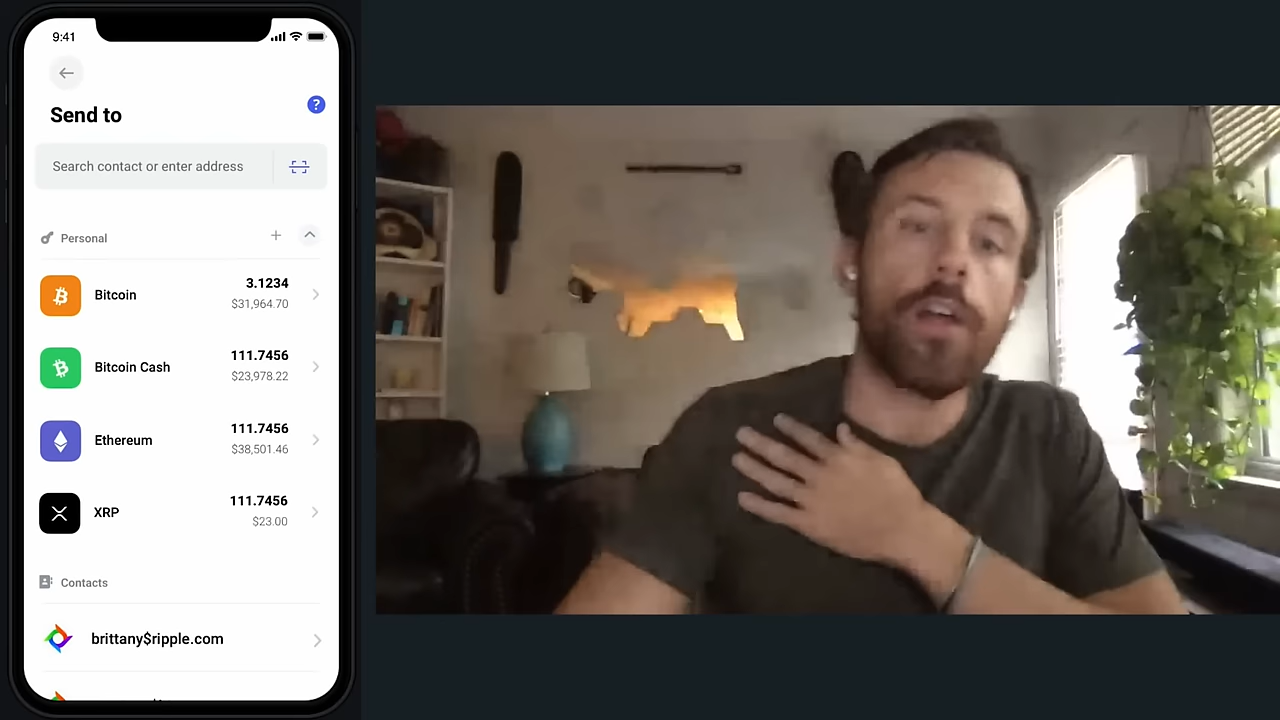 9:41
Send to
?
Search contact or enter address
Personal
Bitcoin
3.1234
$31,964.70
Bitcoin Cash
111.7456
$23,978.22
Ethereum
111.7456
$38,501.46
XRP
111.7456
$23.00
Contacts
brittany$ripple.com